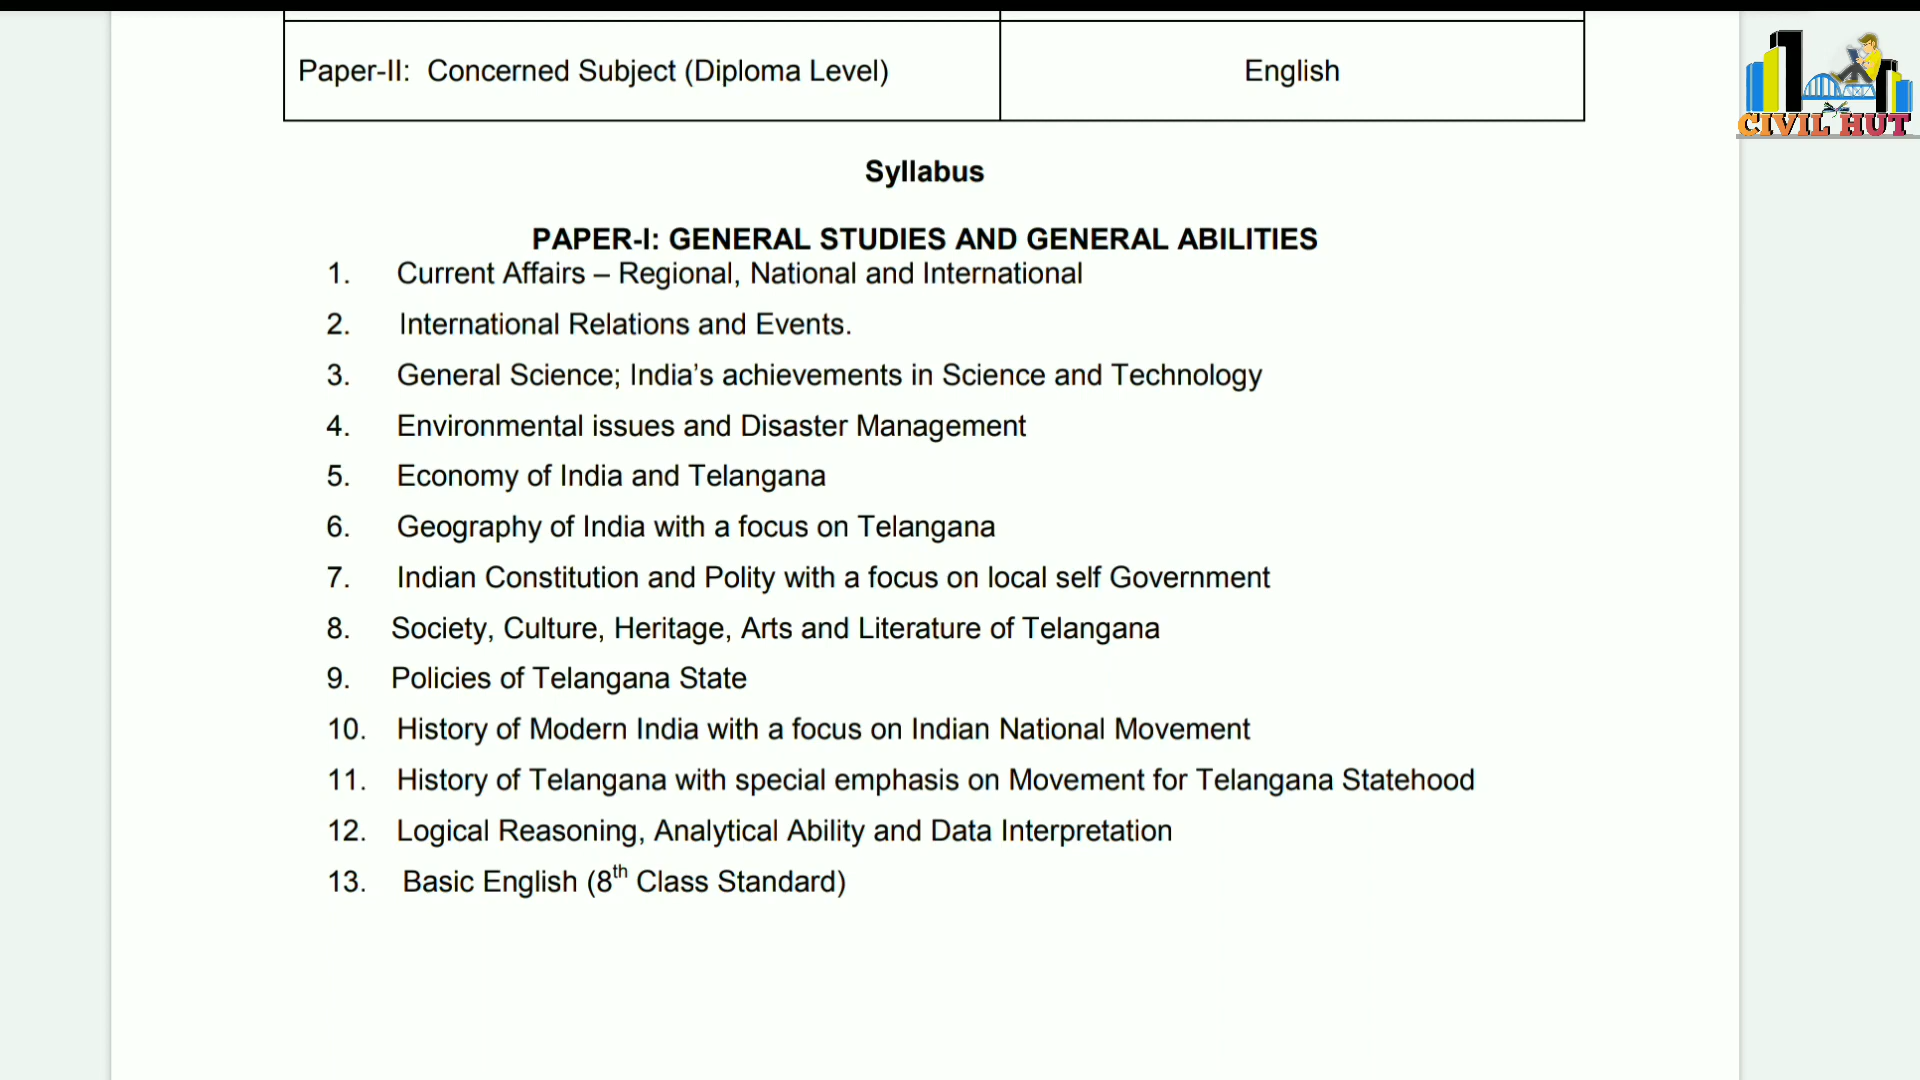 Paper-II: Concerned Subject (Diploma Level) English
CIVIL HUT
Syllabus
PAPER-I: GENERAL STUDIES AND GENERAL ABILITIES
1. Current Affairs – Regional, National and International
2. International Relations and Events.
3. General Science; India’s achievements in Science and Technology
4. Environmental issues and Disaster Management
5. Economy of India and Telangana
6. Geography of India with a focus on Telangana
7. Indian Constitution and Polity with a focus on local self Government
8. Society, Culture, Heritage, Arts and Literature of Telangana
9. Policies of Telangana State
10. History of Modern India with a focus on Indian National Movement
11. History of Telangana with special emphasis on Movement for Telangana Statehood
12. Logical Reasoning, Analytical Ability and Data Interpretation
13. Basic English (8th Class Standard)